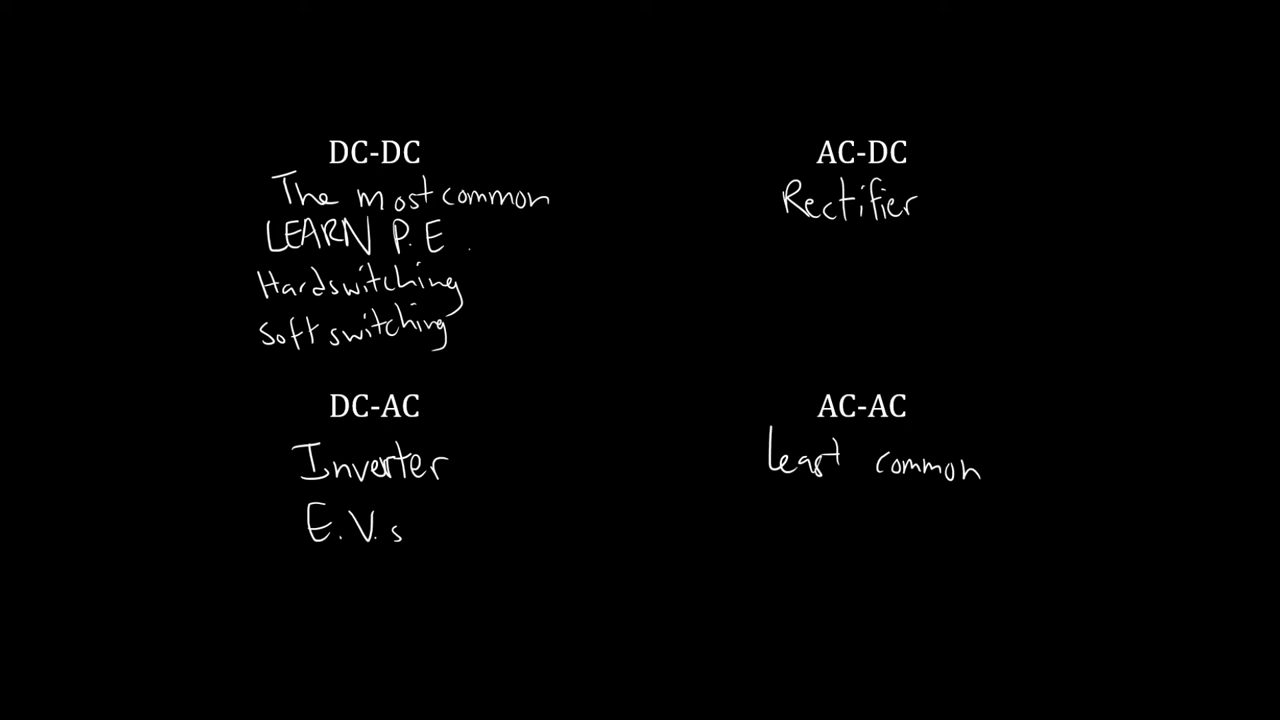 DC-DC
The most common
LEARN P.E.
Hardswitching
Soft switching
AC-DC
Rectifier
DC-AC
Inverter
E.V.s
AC-AC
least common